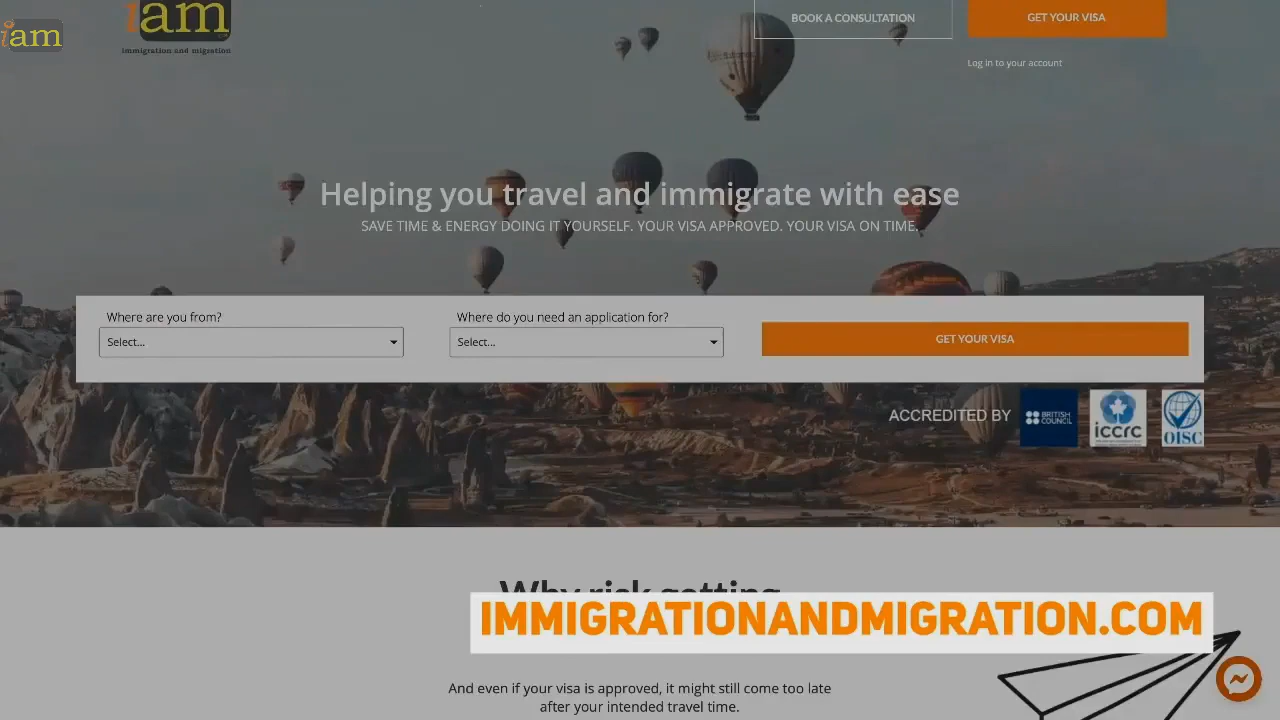 iam
iam
immigration and migration
BOOK A CONSULTATION
GET YOUR VISA
Log in to your account
Helping you travel and immigrate with ease
SAVE TIME & ENERGY DOING IT YOURSELF. YOUR VISA APPROVED. YOUR VISA ON TIME.
Where are you from?
Where do you need an application for?
Select...
Select...
GET YOUR VISA
ACCREDITED BY
BRITISH COUNCIL
iccrc
OISC
Why risk getting
IMMIGRATIONANDMIGRATION.COM
And even if your visa is approved, it might still come too late
after your intended travel time.